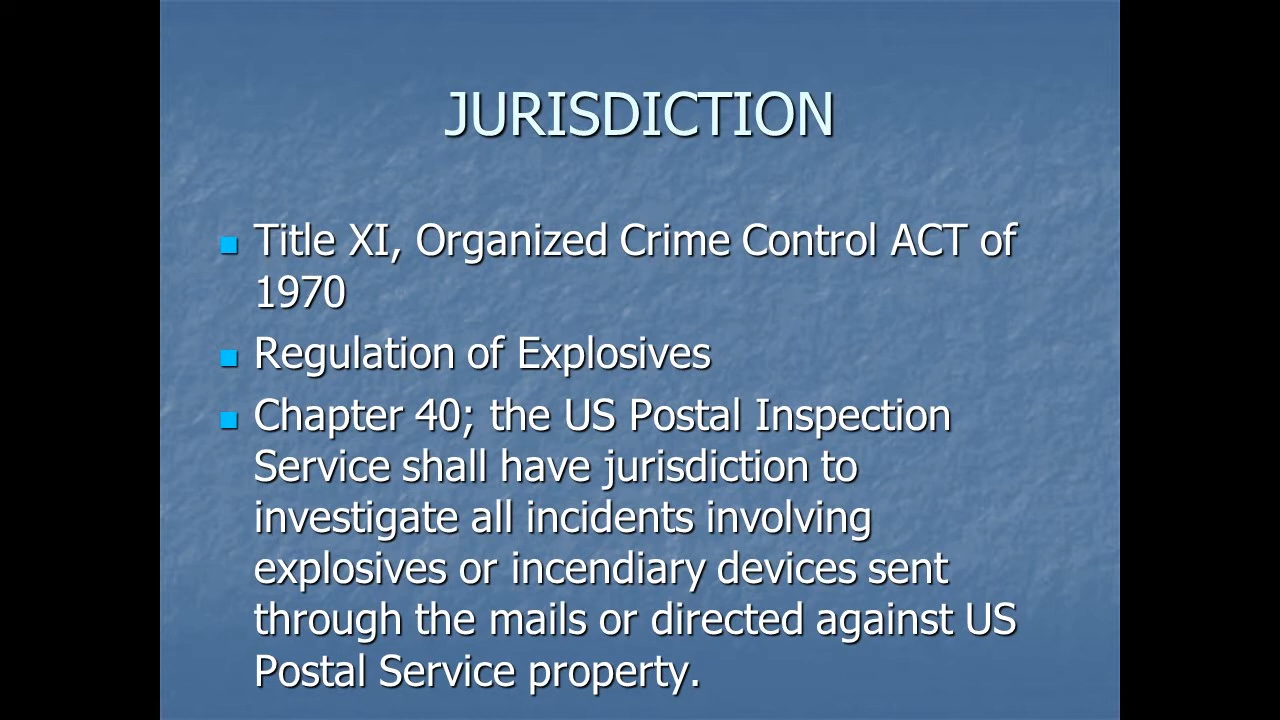 JURISDICTION
Title XI, Organized Crime Control ACT of
1970
Regulation of Explosives
Chapter 40; the US Postal Inspection
Service shall have jurisdiction to
investigate all incidents involving
explosives or incendiary devices sent
through the mails or directed against US
Postal Service property.